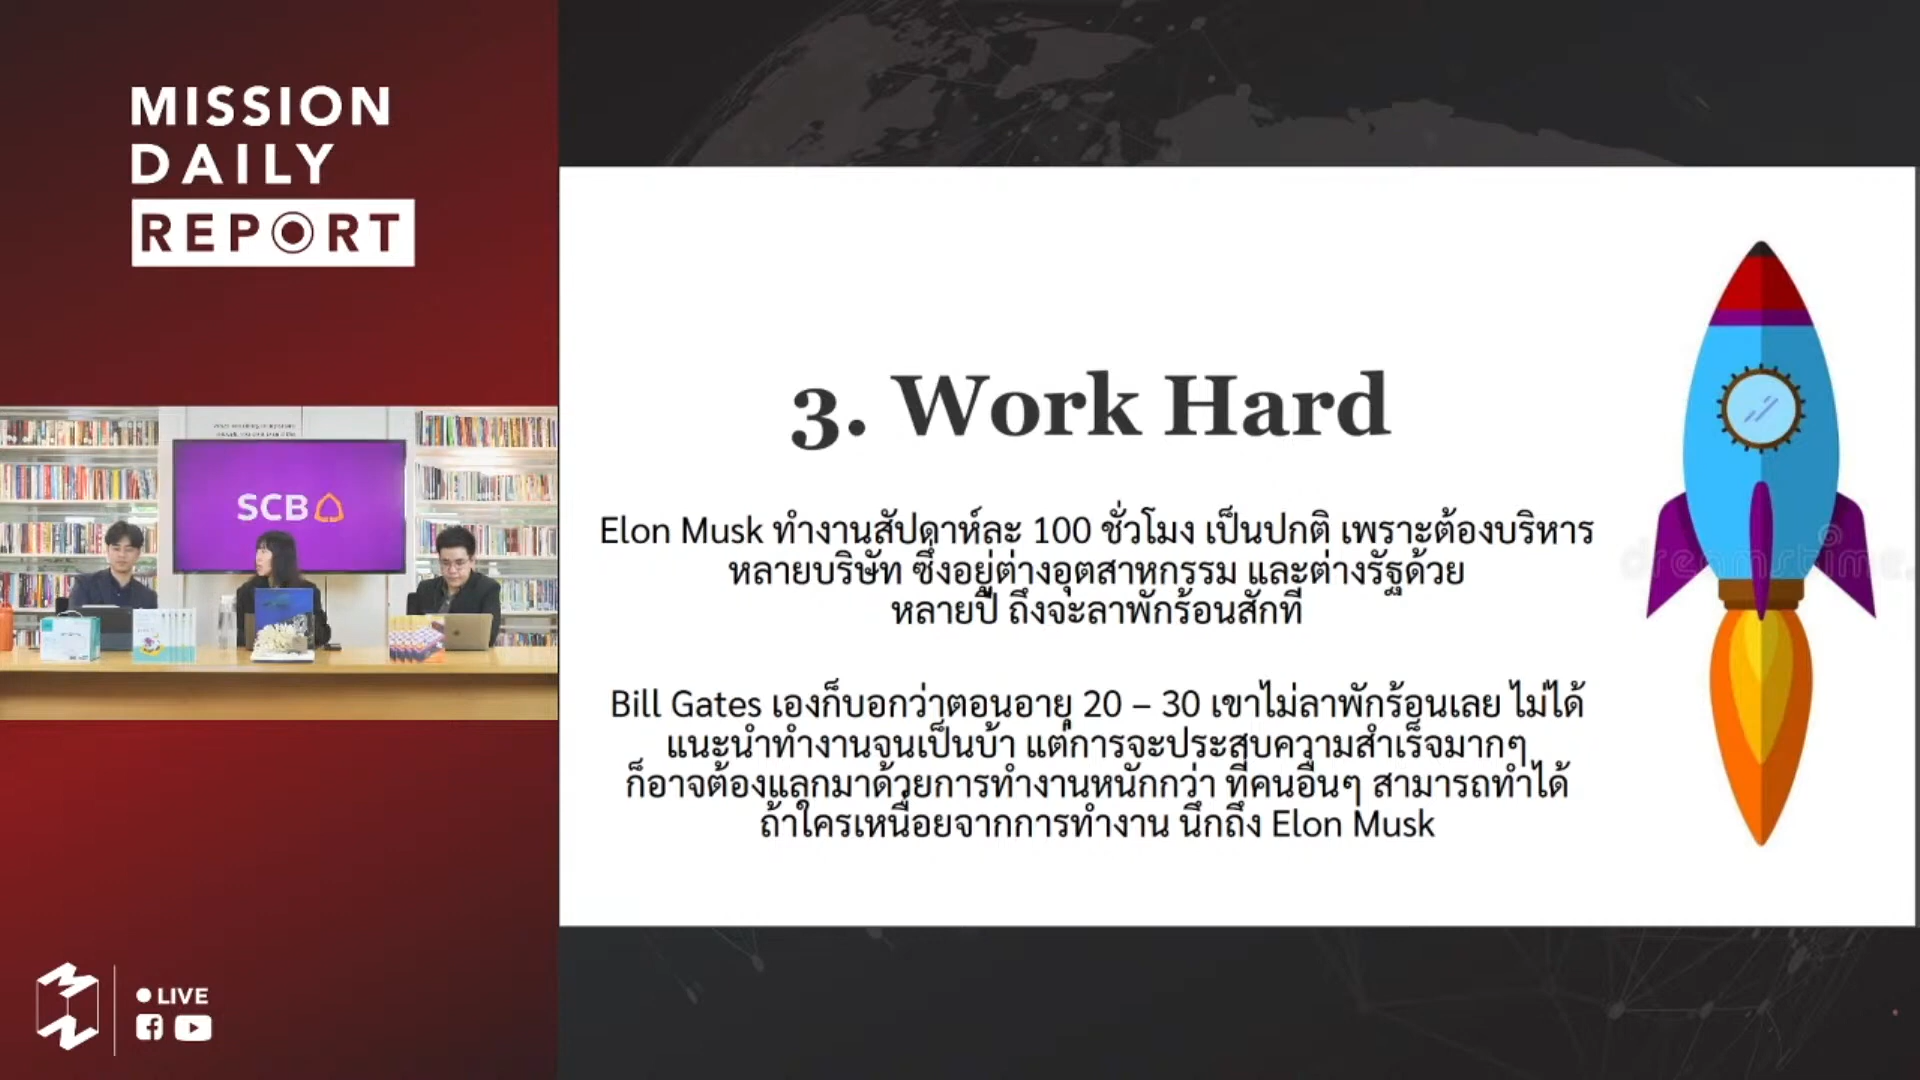 MISSION
DAILY
REPORT
SCB
3. Work Hard
Elon Musk ทำงานสัปดาห์ละ 100 ชั่วโมง เป็นปกติ เพราะต้องบริหาร
หลายบริษัท ซึ่งอยู่ต่างอุตสาหกรรม และต่างรัฐด้วย
หลายปี ถึงจะลาพักร้อนสักที
Bill Gates เองก็บอกว่าตอนอายุ 20 – 30 เขาไม่ลาพักร้อนเลย ไม่ได้
แนะนำทำงานจนเป็นบ้า แต่การจะประสบความสำเร็จมากๆ
ก็อาจต้องแลกมาด้วยการทำงานหนักกว่า ที่คนอื่นๆ สามารถทำได้
ถ้าใครเหนื่อยจากการทำงาน นึกถึง Elon Musk
dreamstime.
LIVE